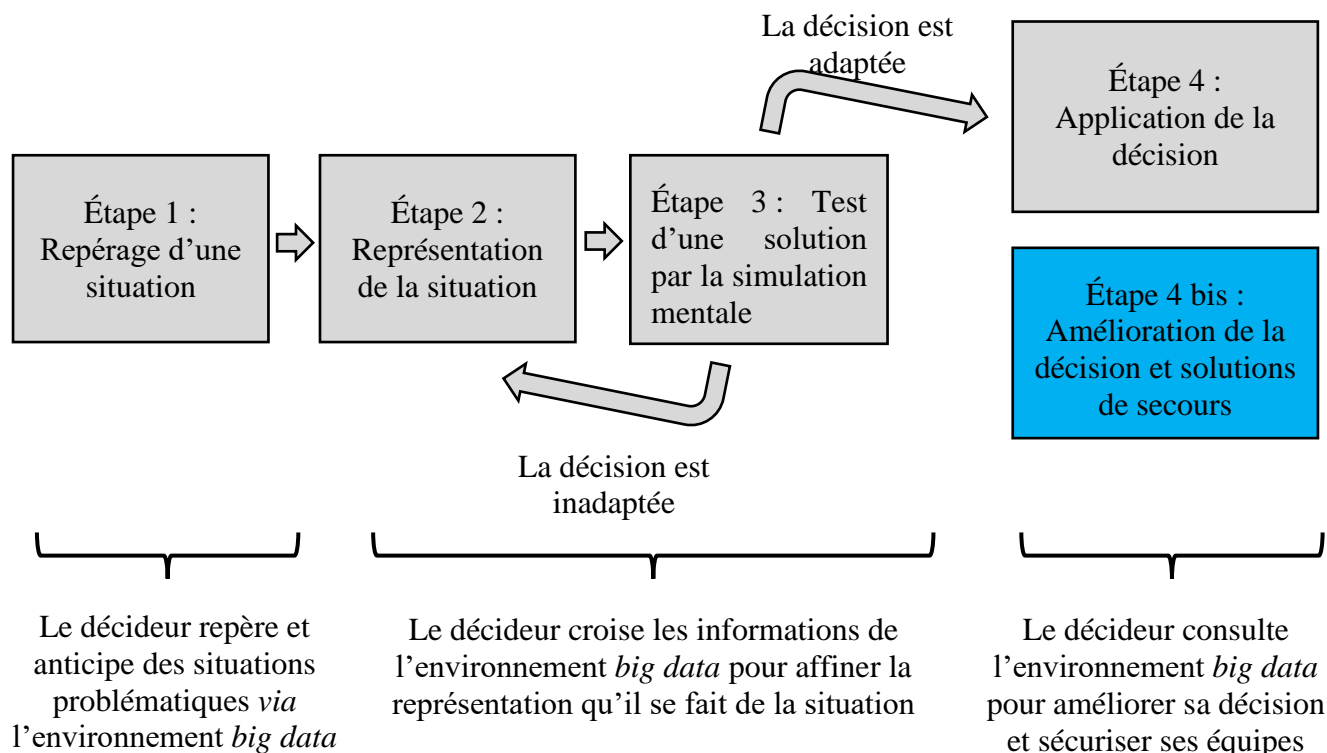 La décision est
adaptée
Étape 4 :
Application de la
décision
Étape 1 :
Repérage d’une
situation
Étape 2 :
Représentation
de la situation
Étape 3 : Test
d’une solution
par la simulation
mentale
Étape 4 bis :
Amélioration de la
décision et solutions
de secours
La décision est
inadaptée
Le décideur repère et
anticipe des situations
problématiques via
l’environnement big data
Le décideur croise les informations de
l’environnement big data pour affiner la
représentation qu’il se fait de la situation
Le décideur consulte
l’environnement big data
pour améliorer sa décision
et sécuriser ses équipes